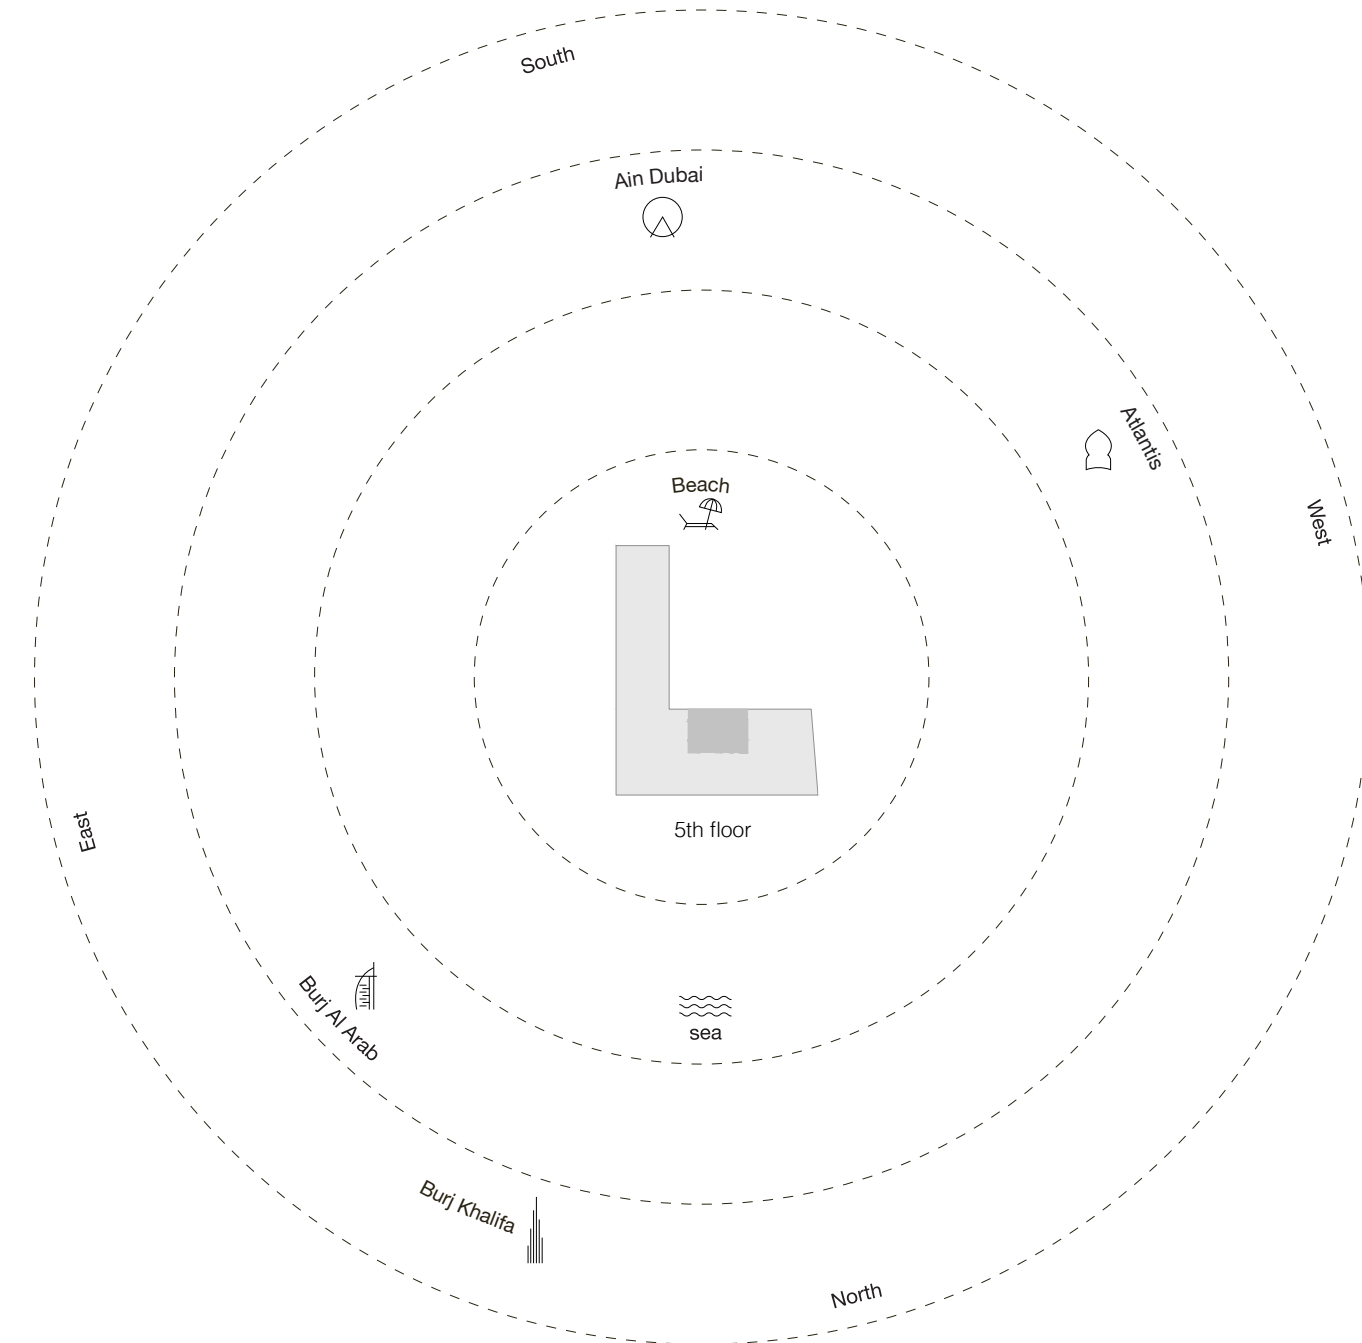 South
Ain Dubai
Atlantis
Beach
West
5th floor
East
Burj Al Arab
sea
Burj Khalifa
North